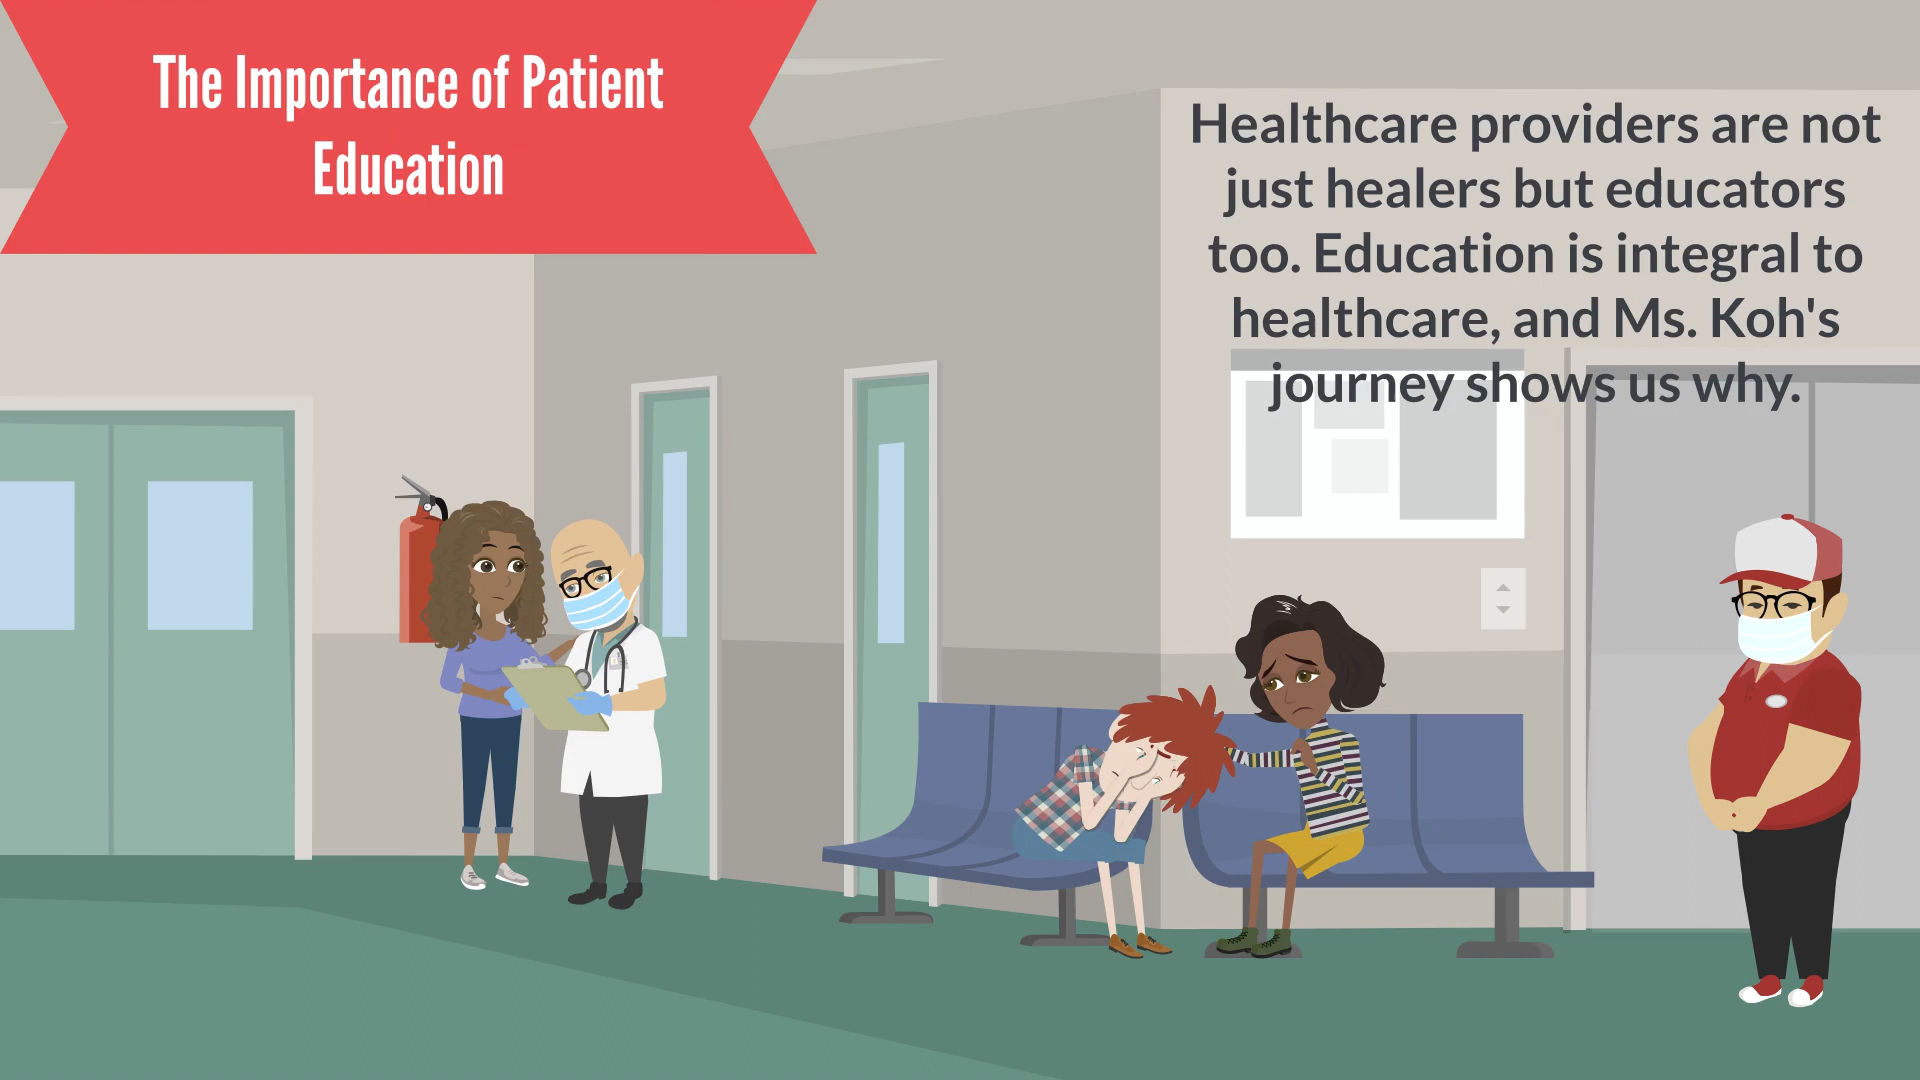 The Importance of Patient
Education
Healthcare providers are not
just healers but educators
too. Education is integral to
healthcare, and Ms. Koh's
journey shows us why.